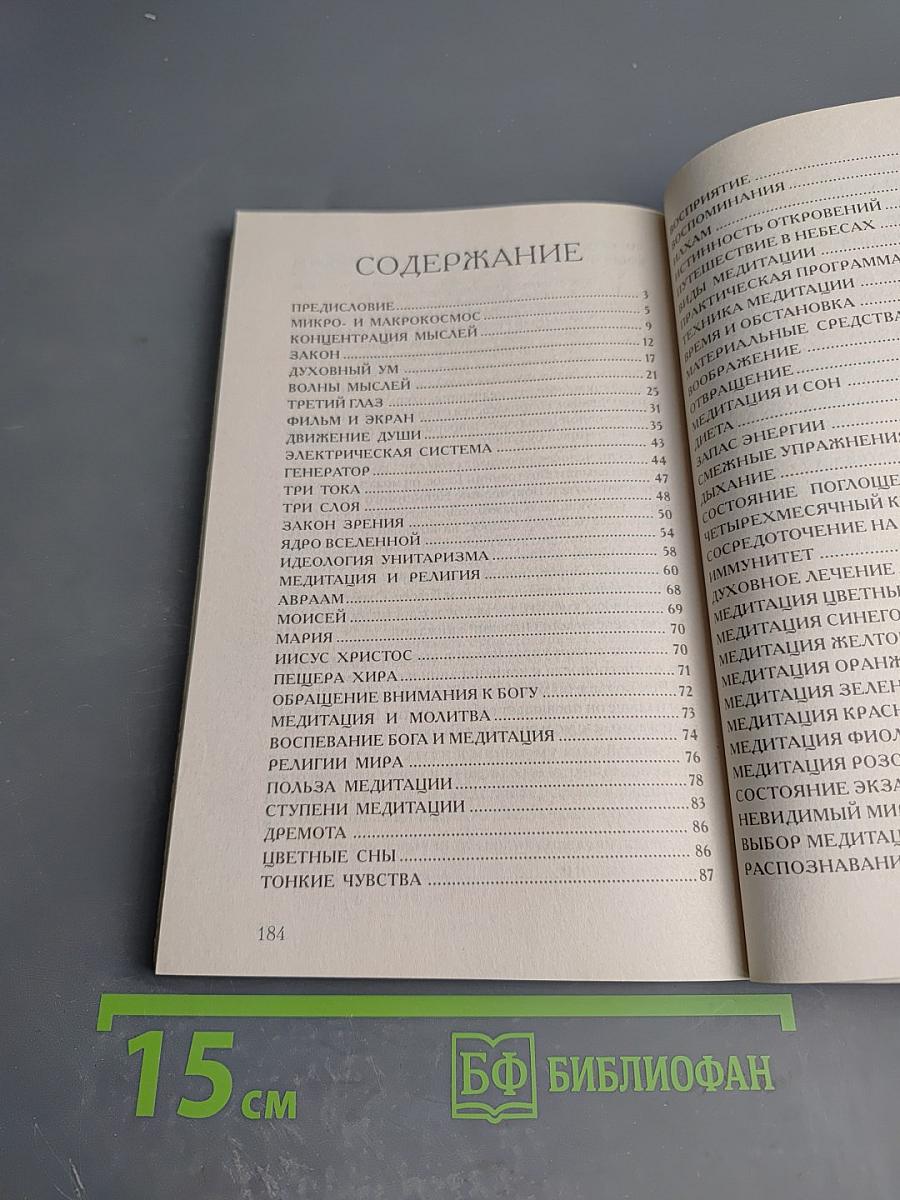 СОДЕРЖАНИЕ
ПРЕДИСЛОВИЕ 3
МИКРО- И МАКРОКОСМОС 5
КОНЦЕНТРАЦИЯ МЫСЛЕЙ 9
ЗАКОН 12
ДУХОВНЫЙ УМ 17
ВОЛНЫ МЫСЛЕЙ 21
ТРЕТИЙ ГЛАЗ 25
ФИЛЬМ И ЭКРАН 31
ДВИЖЕНИЕ ДУШИ 35
ЭЛЕКТРИЧЕСКАЯ СИСТЕМА 43
ГЕНЕРАТОР 44
ТРИ ТОКА 47
ТРИ СЛОЯ 48
ЗАКОН ЗРЕНИЯ 50
ЯДРО ВСЕЛЕННОЙ 54
ИДЕОЛОГИЯ УНИТАРИЗМА 58
МЕДИТАЦИЯ И РЕЛИГИЯ 60
АВРААМ 68
МОИСЕЙ 69
МАРИЯ 70
ИИСУС ХРИСТОС 70
ПЕЩЕРА ХИРА 71
ОБРАЩЕНИЕ ВНИМАНИЯ К БОГУ 72
МЕДИТАЦИЯ И МОЛИТВА 73
ВОСПЕВАНИЕ БОГА И МЕДИТАЦИЯ 74
РЕЛИГИИ МИРА 76
ПОЛЬЗА МЕДИТАЦИИ 78
СТУПЕНИ МЕДИТАЦИИ 83
ДРЕМОТА 86
ЦВЕТНЫЕ СНЫ 86
ТОНКИЕ ЧУВСТВА 87
184
ВОСПРИЯТИЕ
ВОСПОМИНАНИЯ
ИСТИННОСТЬ ОТКРОВЕНИЙ
ПУТЕШЕСТВИЕ В НЕБЕСАХ
ВИДЫ МЕДИТАЦИИ
ПРАКТИЧЕСКАЯ ПРОГРАММА
ТЕХНИКА МЕДИТАЦИИ
ВРЕМЯ И ОБСТАНОВКА
МАТЕРИАЛЬНЫЕ СРЕДСТВА
ВООБРАЖЕНИЕ
ОТВРАЩЕНИЕ
МЕДИТАЦИЯ И СОН
ДИЕТА
ЗАПАС ЭНЕРГИИ
СМЕЖНЫЕ УПРАЖНЕНИЯ
ДЫХАНИЕ
СОСТОЯНИЕ ПОГЛОЩЕ
ЧЕТЫРЕХМЕСЯЧНЫЙ К
СОСРЕДОТОЧЕНИЕ НА
ИММУНИТЕТ
ДУХОВНОЕ ЛЕЧЕНИЕ
МЕДИТАЦИЯ ЦВЕТНЫ
МЕДИТАЦИЯ СИНЕГО
МЕДИТАЦИЯ ЖЕЛТО
МЕДИТАЦИЯ ОРАНЖ
МЕДИТАЦИЯ ЗЕЛЕН
МЕДИТАЦИЯ КРАСН
МЕДИТАЦИЯ ФИОЛ
МЕДИТАЦИЯ РОЗО
СОСТОЯНИЕ ЭКЗА
НЕВИДИМЫЙ МИ
ВЫБОР МЕДИТАЦ
РАСПОЗНАВАНИ
15 см
БФ БИБЛИОФАН